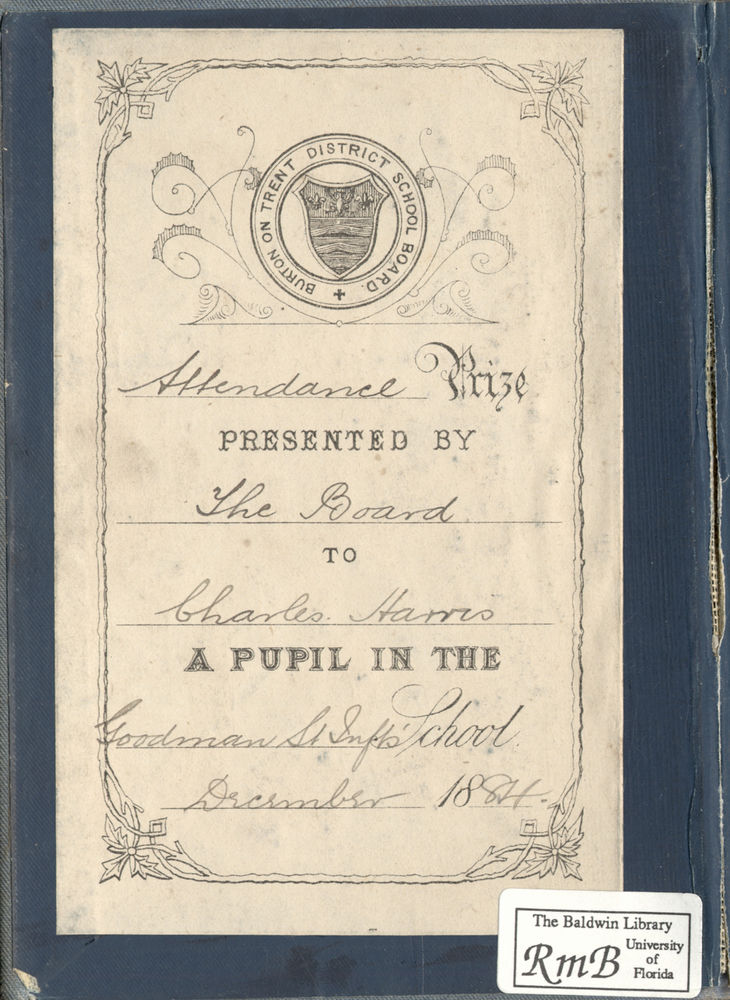 BURTON ON TRENT DISTRICT SCHOOL BOARD.
Attendance Prize
PRESENTED BY
The Board
TO
Charles Harris
A PUPIL IN THE
Goodman St Inft's School.
December 1884.
The Baldwin Library
RmB University
of
Florida